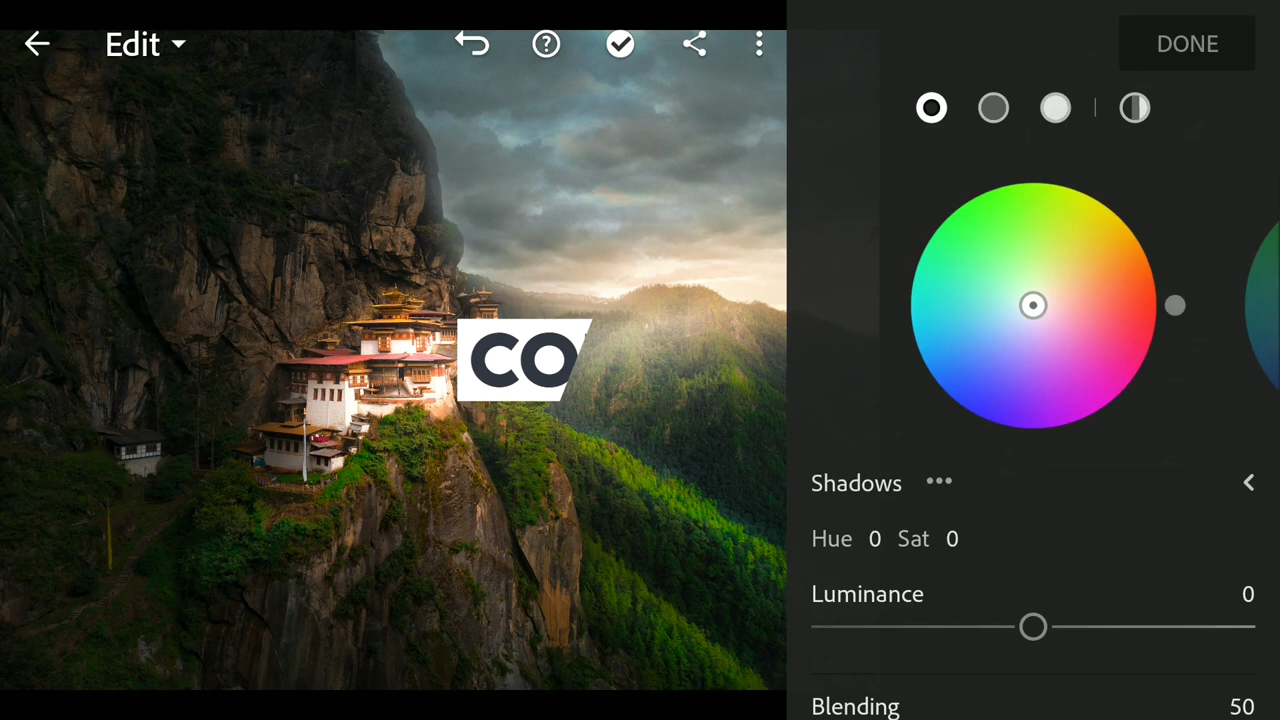 Edit
DONE
CO
Shadows
Hue 0 Sat 0
Luminance 0
Blending 50